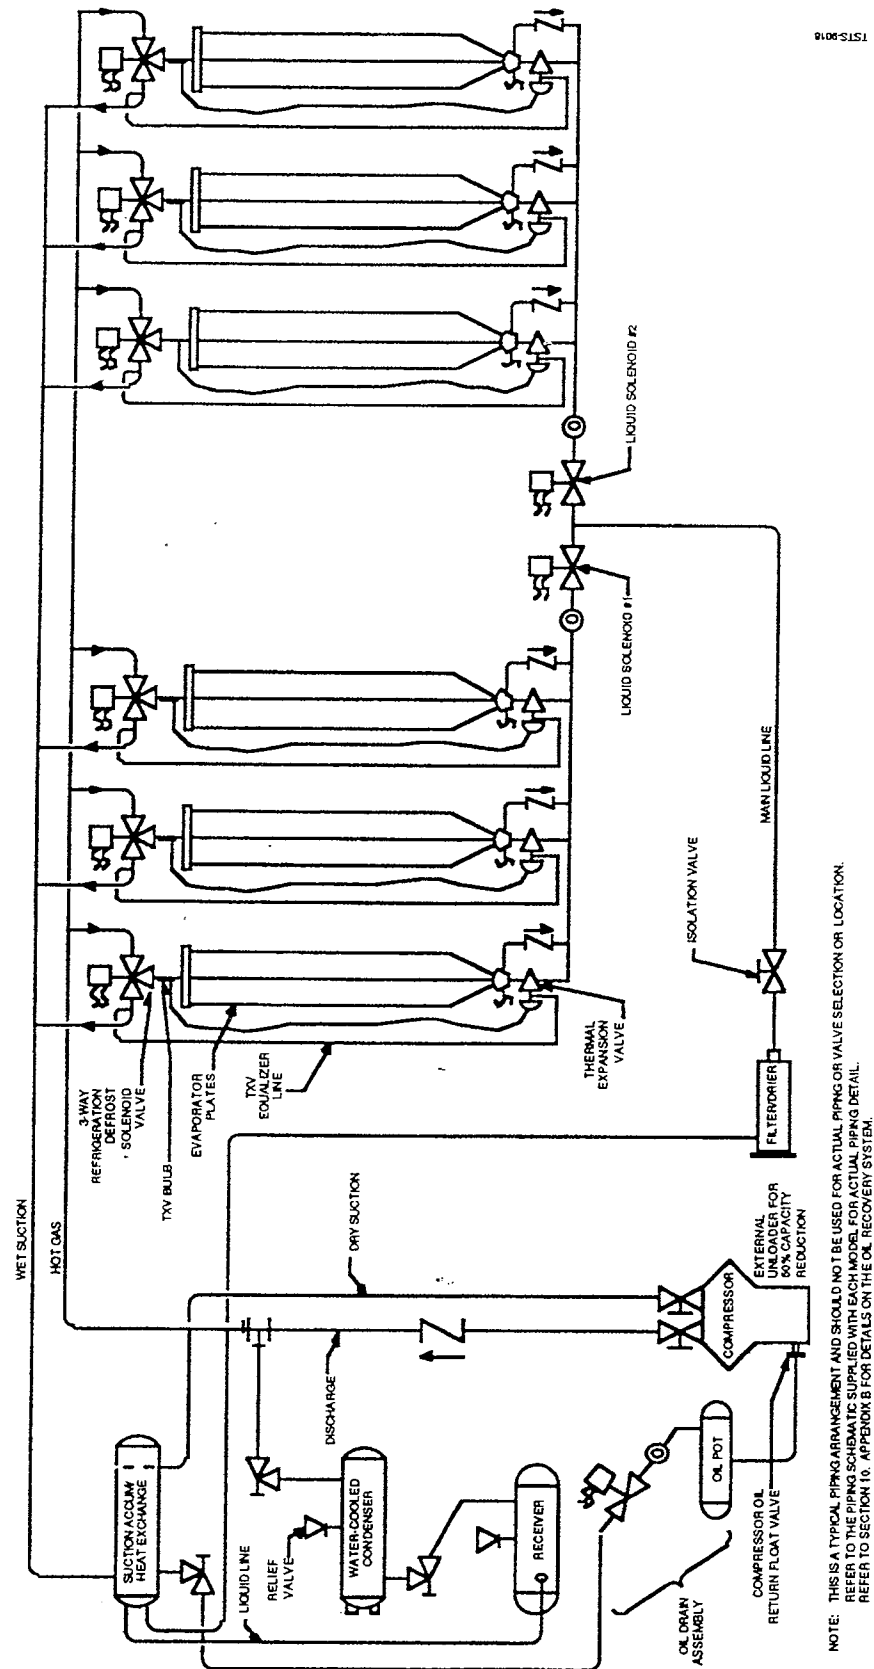 TSTS-9018
WET SUCTION
HOT GAS
3-WAY
REFRIGERATION
DEFROST
SOLENOID
VALVE
TXV BULB
EVAPORATOR
PLATES
TXV
EQUALIZER
LINE
THERMAL
EXPANSION
VALVE
LIQUID SOLENOID #1
LIQUID SOLENOID #2
MAIN LIQUID LINE
ISOLATION VALVE
FILTER/DRIER
SUCTION ACCUM/
HEAT EXCHANGE
DRY SUCTION
DISCHARGE
LIQUID LINE
RELIEF
VALVE
WATER-COOLED
CONDENSER
RECEIVER
COMPRESSOR
EXTERNAL
UNLOADER FOR
50% CAPACITY
REDUCTION
OIL POT
OIL DRAIN
ASSEMBLY
COMPRESSOR OIL
RETURN FLOAT VALVE
NOTE: THIS IS A TYPICAL PIPING ARRANGEMENT AND SHOULD NOT BE USED FOR ACTUAL PIPING OR VALVE SELECTION OR LOCATION.
REFER TO THE PIPING SCHEMATIC SUPPLIED WITH EACH MODEL FOR ACTUAL PIPING DETAIL.
REFER TO SECTION 10. APPENDIX B FOR DETAILS ON THE OIL RECOVERY SYSTEM.